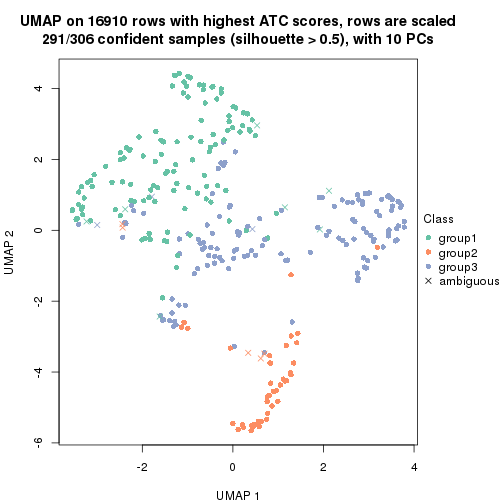 UMAP on 16910 rows with highest ATC scores, rows are scaled
291/306 confident samples (silhouette > 0.5), with 10 PCs
4
2
0
-2
-4
-6
UMAP 2
-2
0
2
4
UMAP 1
Class
group1
group2
group3
ambiguous